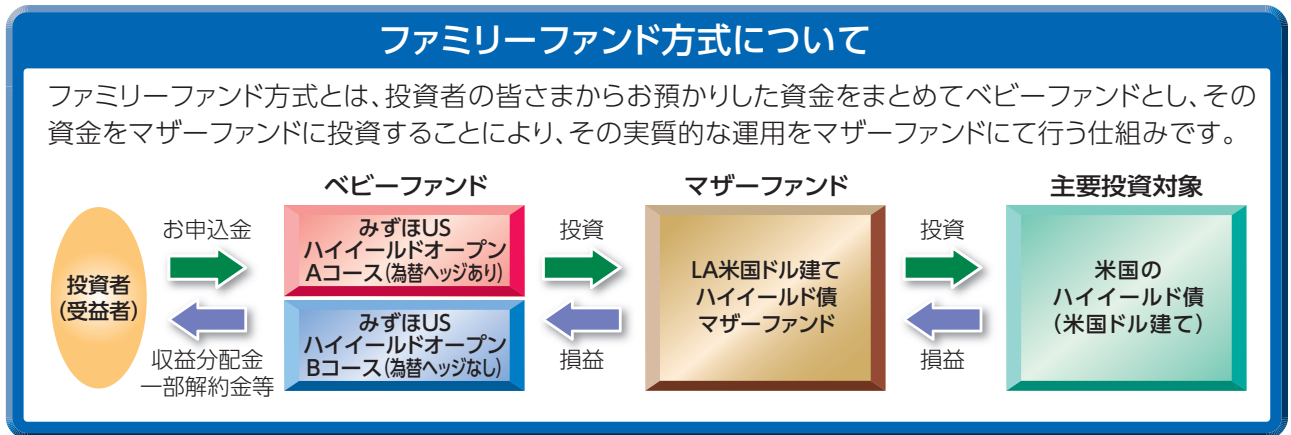 ファミリーファンド方式について
ファミリーファンド方式とは、投資者の皆さまからお預かりした資金をまとめてベビーファンドとし、その
資金をマザーファンドに投資することにより、その実質的な運用をマザーファンドにて行う仕組みです。
ベビーファンド
マザーファンド
主要投資対象
投資者
(受益者)
お申込金
収益分配金
一部解約金等
みずほUS
ハイイールドオープン
Aコース(為替ヘッジあり)
みずほUS
ハイイールドオープン
Bコース(為替ヘッジなし)
投資
損益
LA米国ドル建て
ハイイールド債
マザーファンド
投資
損益
米国の
ハイイールド債
(米国ドル建て)